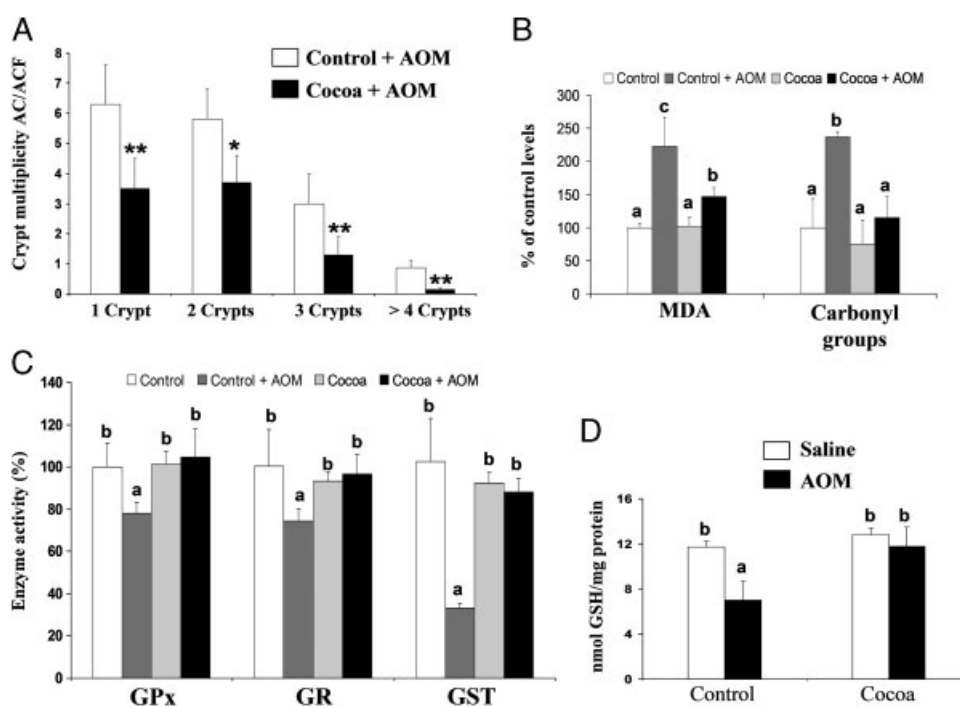 A
Control + AOM
Cocoa + AOM
Crypt multiplicity AC/ACF
8
7
6
5
4
3
2
1
0
**
*
**
**
1 Crypt 2 Crypts 3 Crypts > 4 Crypts
B
Control Control + AOM Cocoa Cocoa + AOM
% of control levels
300
250
200
150
100
50
0
a c a b a b a a
MDA Carbonyl groups
C
Control Control + AOM Cocoa Cocoa + AOM
Enzyme activity (%)
140
120
100
80
60
40
20
0
b a b b b a b b b a b b
GPx GR GST
D
Saline
AOM
nmol GSH/mg protein
16
12
8
4
0
b a b b
Control Cocoa